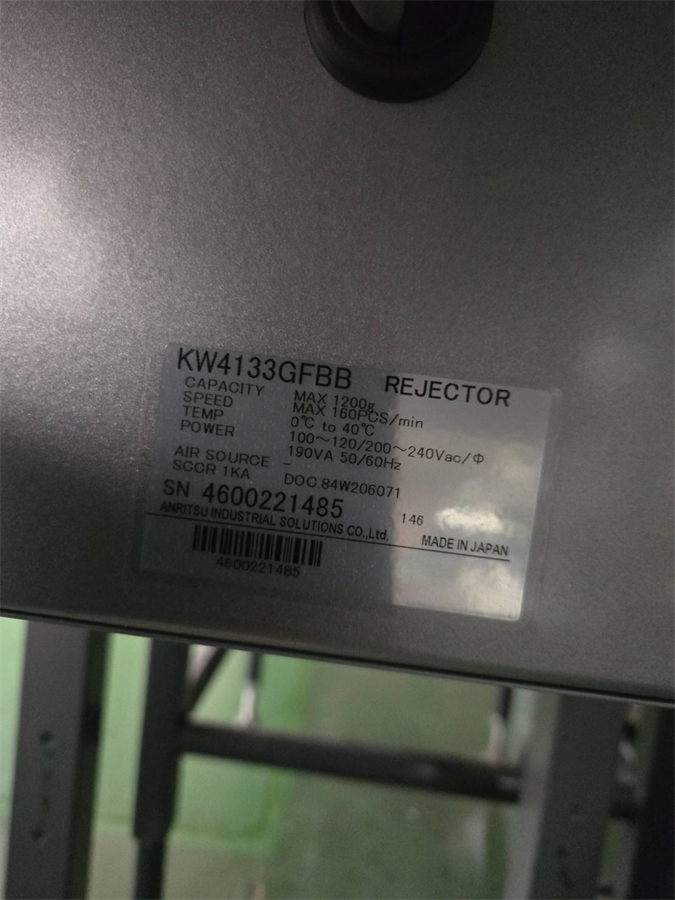 KW4133GFBB REJECTOR
CAPACITY MAX 1200g
SPEED MAX 160PCS/min
TEMP 0℃ to 40℃
POWER 100～120/200～240Vac/Φ
190VA 50/60Hz
AIR SOURCE -
SCCR 1KA DOC.84W206071
SN 4600221485 146
ANRITSU INDUSTRIAL SOLUTIONS CO.,Ltd. MADE IN JAPAN
4600221485